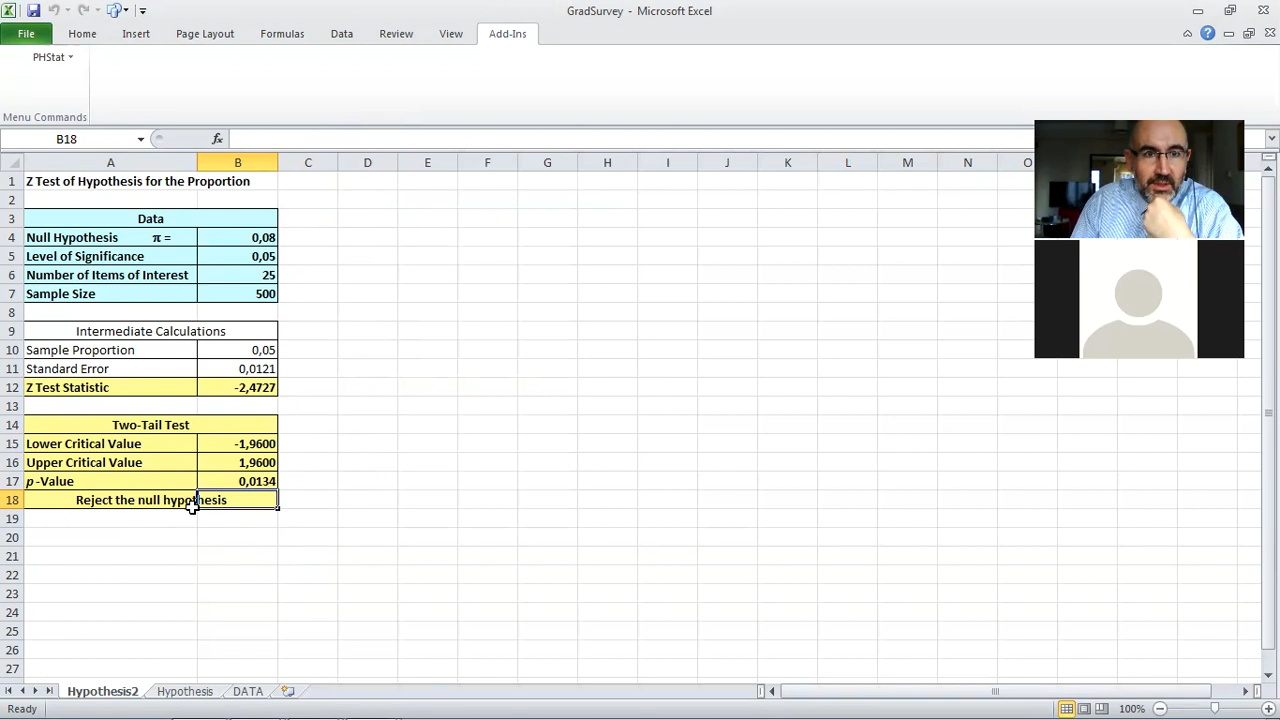 GradSurvey - Microsoft Excel
File Home Insert Page Layout Formulas Data Review View Add-Ins
PHStat
Menu Commands
B18 fx
A B C D E F G H I J K L M N O
1 Z Test of Hypothesis for the Proportion
2
3 Data
4 Null Hypothesis π = 0,08
5 Level of Significance 0,05
6 Number of Items of Interest 25
7 Sample Size 500
8
9 Intermediate Calculations
10 Sample Proportion 0,05
11 Standard Error 0,0121
12 Z Test Statistic -2,4727
13
14 Two-Tail Test
15 Lower Critical Value -1,9600
16 Upper Critical Value 1,9600
17 p -Value 0,0134
18 Reject the null hypothesis
19
20
21
22
23
24
25
26
27
Hypothesis2 Hypothesis DATA
Ready 100%